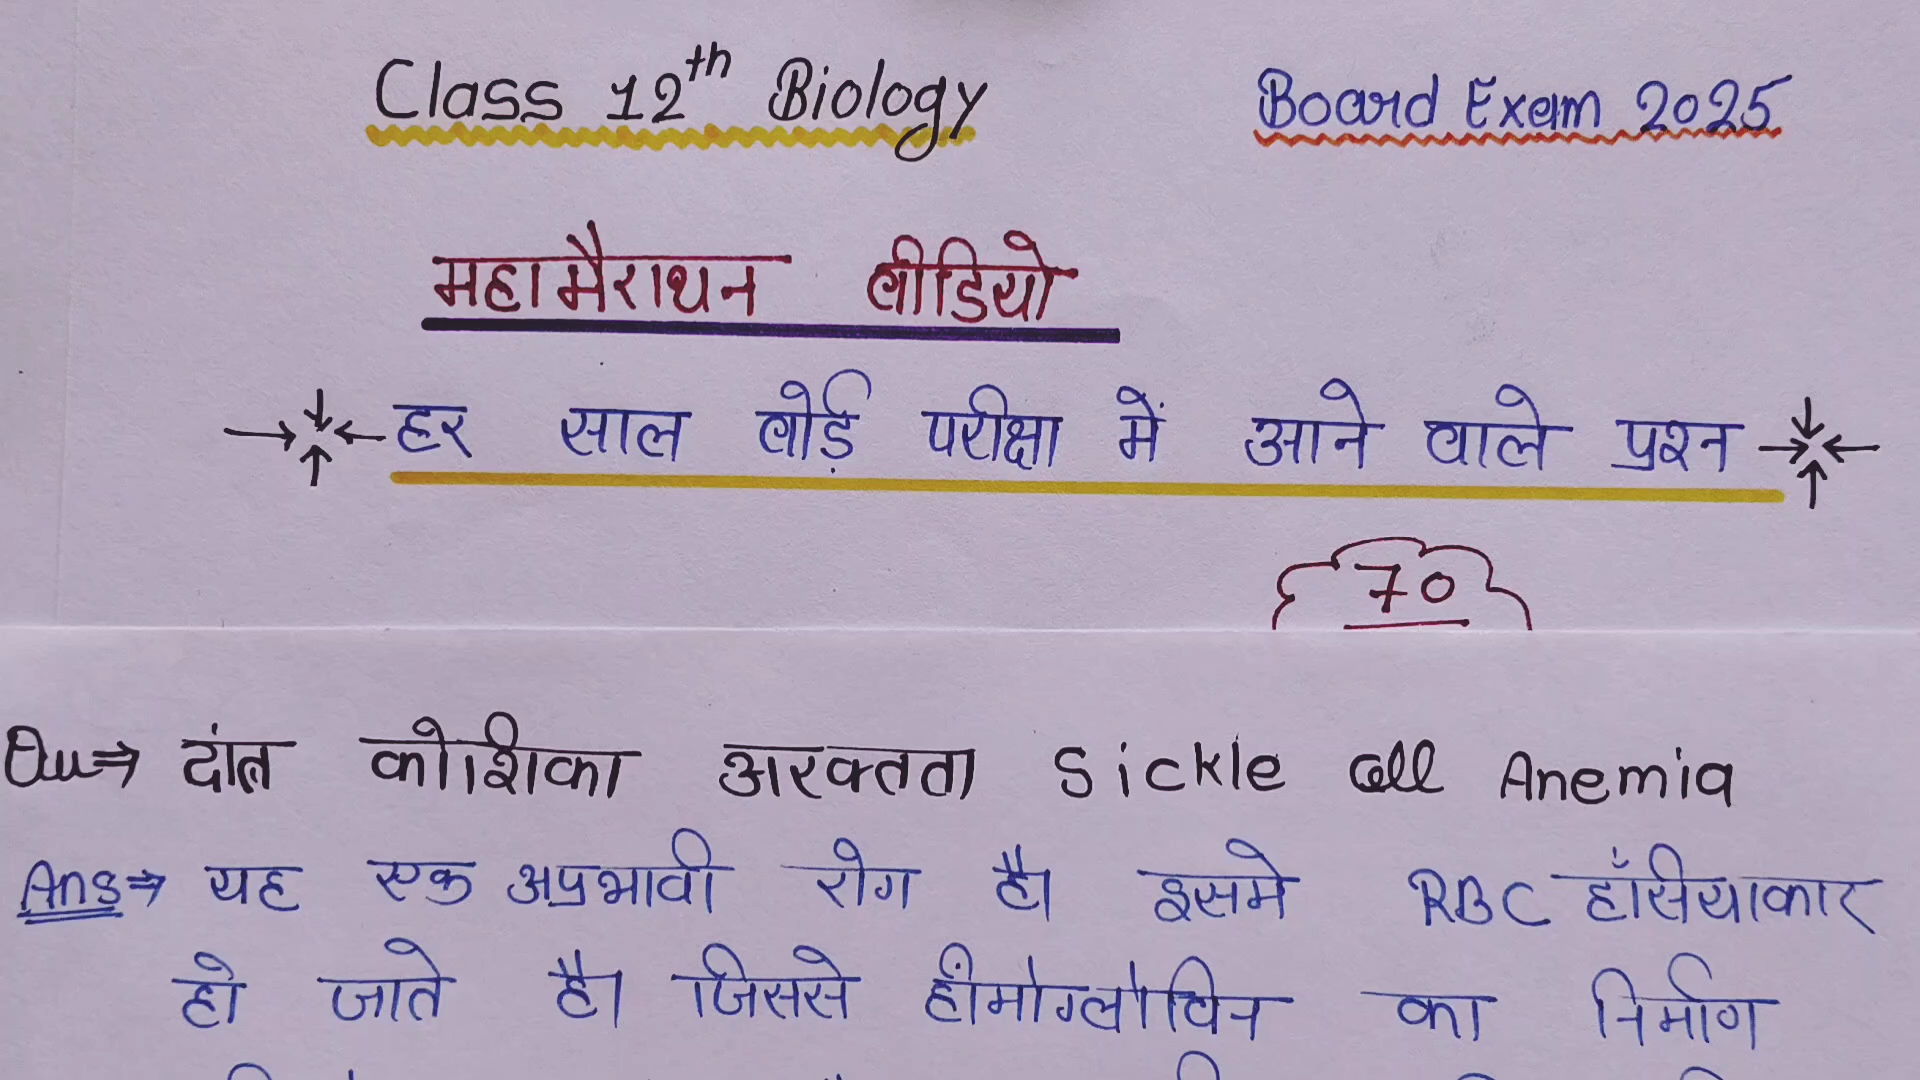 Class 12th Biology Board Exam 2025
महामैराथन वीडियो
हर साल बोर्ड परीक्षा में आने वाले प्रश्न
70
Qu⇒ दांत्र कोशिका अरक्तता Sickle Cell Anemia
Ans⇒ यह एक अप्रभावी रोग है। इसमे RBC हाँसियाकार
हो जाते है। जिससे हीमोग्लोबिन का निर्माण